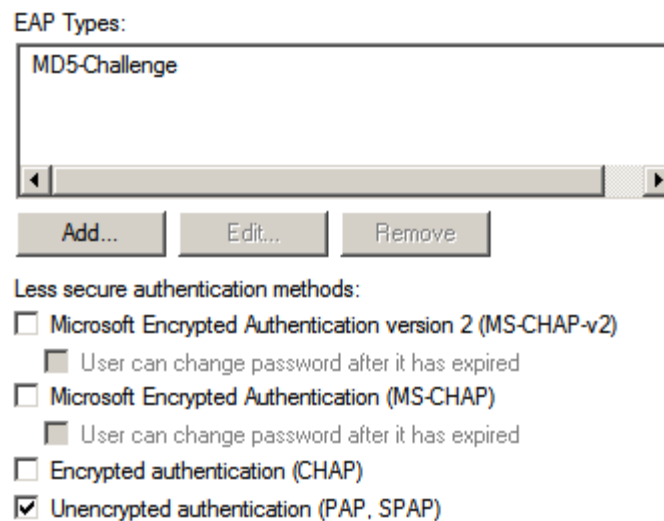 EAP Types:
MD5-Challenge
Add... Edit... Remove
Less secure authentication methods:
Microsoft Encrypted Authentication version 2 (MS-CHAP-v2)
User can change password after it has expired
Microsoft Encrypted Authentication (MS-CHAP)
User can change password after it has expired
Encrypted authentication (CHAP)
Unencrypted authentication (PAP, SPAP)